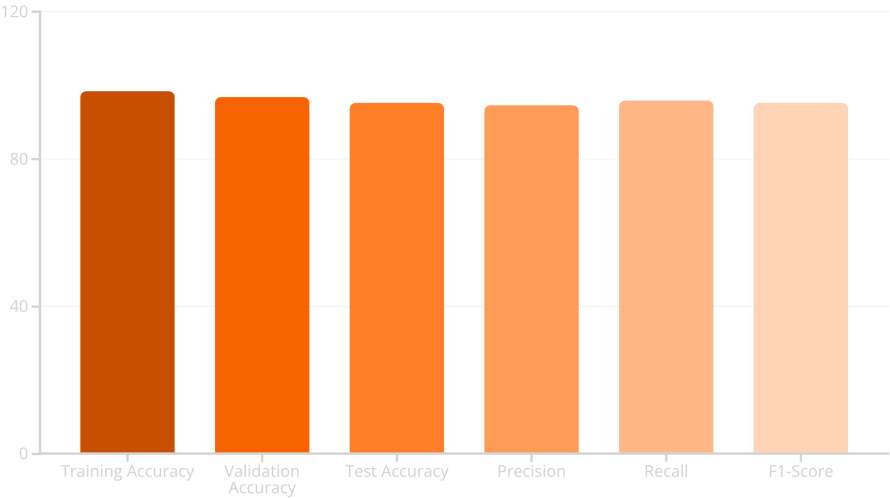 120
80
40
0
Training Accuracy
Validation
Accuracy
Test Accuracy
Precision
Recall
F1-Score